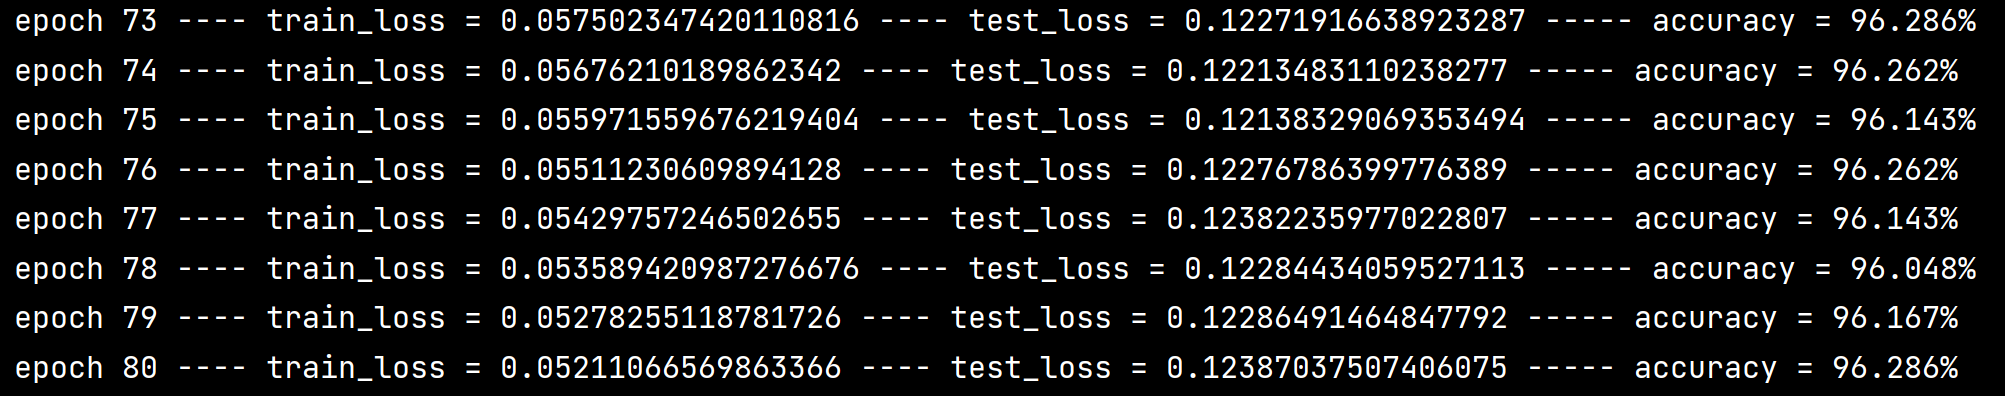 epoch 73 ---- train_loss = 0.057502347420110816 ---- test_loss = 0.12271916638923287 ----- accuracy = 96.286%
epoch 74 ---- train_loss = 0.05676210189862342 ---- test_loss = 0.12213483110238277 ----- accuracy = 96.262%
epoch 75 ---- train_loss = 0.055971559676219404 ---- test_loss = 0.12138329069353494 ----- accuracy = 96.143%
epoch 76 ---- train_loss = 0.05511230609894128 ---- test_loss = 0.12276786399776389 ----- accuracy = 96.262%
epoch 77 ---- train_loss = 0.05429757246502655 ---- test_loss = 0.12382235977022807 ----- accuracy = 96.143%
epoch 78 ---- train_loss = 0.053589420987276676 ---- test_loss = 0.12284434059527113 ----- accuracy = 96.048%
epoch 79 ---- train_loss = 0.05278255118781726 ---- test_loss = 0.12286491464847792 ----- accuracy = 96.167%
epoch 80 ---- train_loss = 0.05211066569863366 ---- test_loss = 0.12387037507406075 ----- accuracy = 96.286%